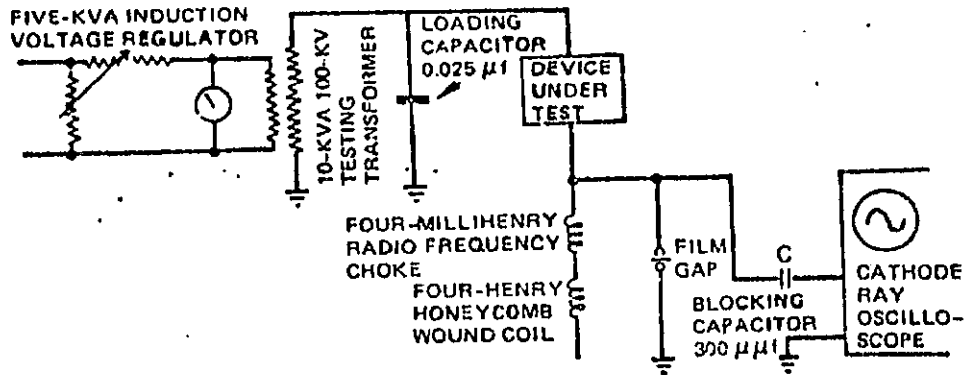 FIVE-KVA INDUCTION
VOLTAGE REGULATOR
10-KVA 100-KV
TESTING
TRANSFORMER
LOADING
CAPACITOR
0.025 µf
DEVICE
UNDER
TEST
FOUR-MILLIHENRY
RADIO FREQUENCY
CHOKE
FOUR-HENRY
HONEYCOMB
WOUND COIL
FILM
GAP
C
BLOCKING
CAPACITOR
300 µµf
CATHODE
RAY
OSCILLO-
SCOPE